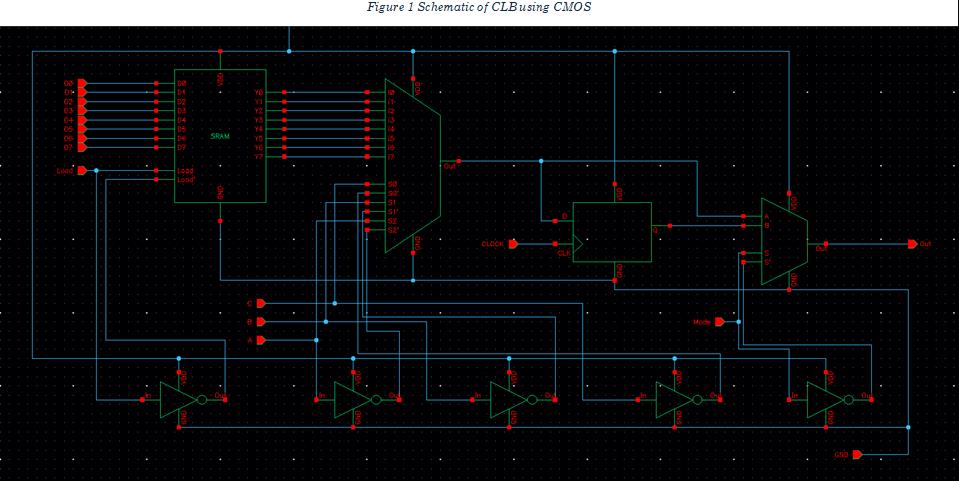 Figure 1 Schematic of CLB using CMOS
VDD
D0 D0 Y0 I0
D1 D1 Y1 I1
D2 D2 Y2 I2
D3 D3 Y3 I3
D4 D4 Y4 I4
SRAM
D5 D5 Y5 I5
D6 D6 Y6 I6
D7 D7 Y7 I7
VDD
Out
Load Load
Load'
GND
S0
S0'
S1
S1'
S2
S2'
GND
VDD
D
Q
CLOCK
CLK
GND
VDD
A
B
Out Out
S
S'
GND
C
B
A
Mode
VDD VDD VDD VDD VDD
In Out In Out In Out In Out In Out
GND GND GND GND GND
GND